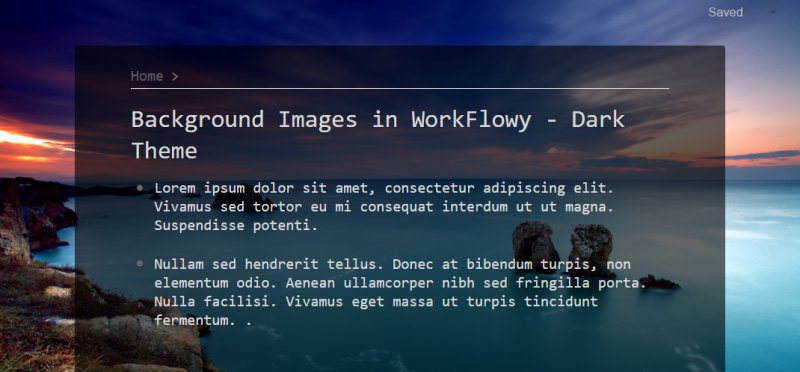 Saved
Home >
Background Images in WorkFlowy - Dark
Theme
Lorem ipsum dolor sit amet, consectetur adipiscing elit.
Vivamus sed tortor eu mi consequat interdum ut ut magna.
Suspendisse potenti.
Nullam sed hendrerit tellus. Donec at bibendum turpis, non
elementum odio. Aenean ullamcorper nibh sed fringilla porta.
Nulla facilisi. Vivamus eget massa ut turpis tincidunt
fermentum. .